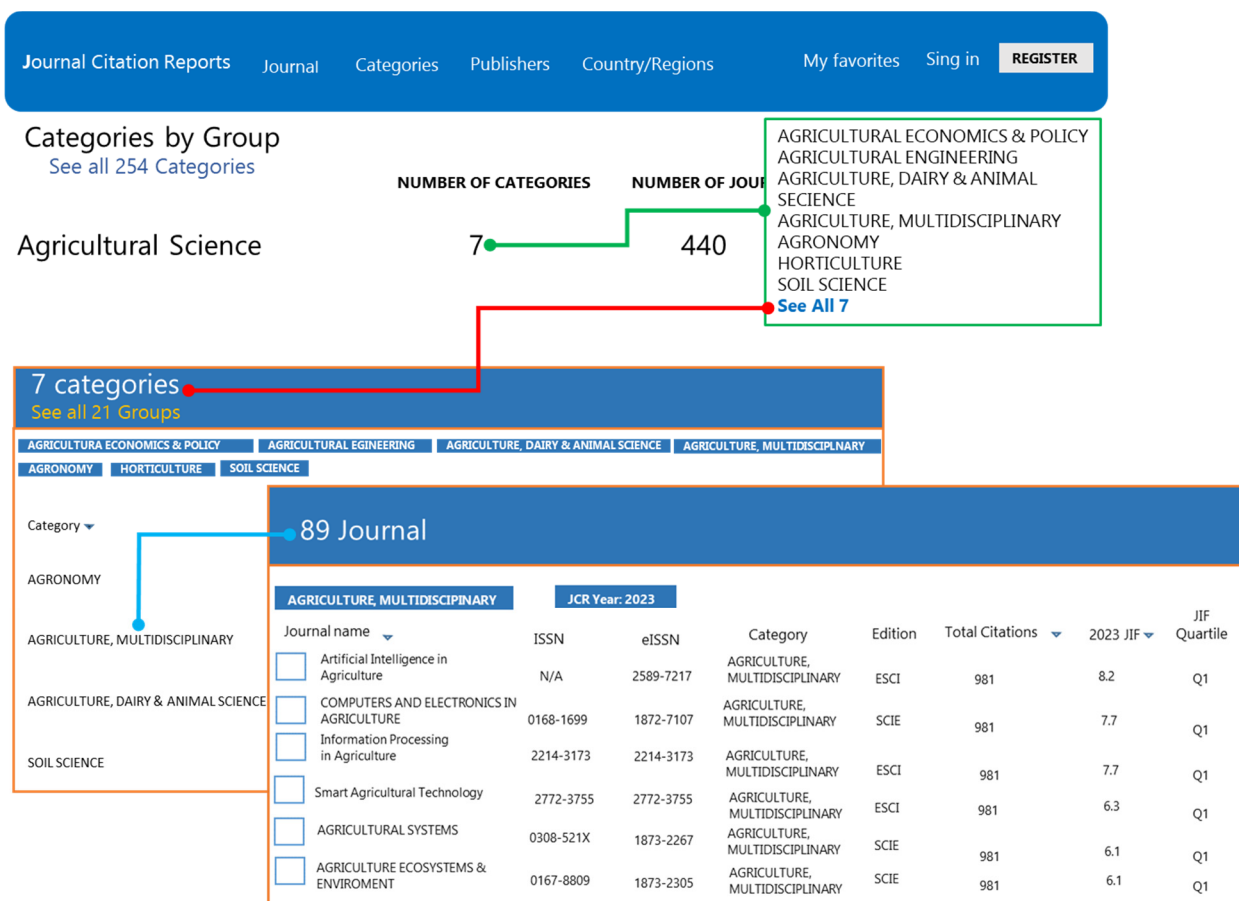 Journal Citation Reports Journal Categories Publishers Country/Regions My favorites Sing in REGISTER
Categories by Group
See all 254 Categories
NUMBER OF CATEGORIES NUMBER OF JOUR
Agricultural Science 7 440
AGRICULTURAL ECONOMICS & POLICY
AGRICULTURAL ENGINEERING
AGRICULTURE, DAIRY & ANIMAL
SECIENCE
AGRICULTURE, MULTIDISCIPLINARY
AGRONOMY
HORTICULTURE
SOIL SCIENCE
See All 7
7 categories
See all 21 Groups
AGRICULTURA ECONOMICS & POLICY AGRICULTURAL EGINEERING AGRICULTURE, DAIRY & ANIMAL SCIENCE AGRICULTURE, MULTIDISCIPLNARY
AGRONOMY HORTICULTURE SOIL SCIENCE
Category
AGRONOMY
AGRICULTURE, MULTIDISCIPLINARY
AGRICULTURE, DAIRY & ANIMAL SCIENCE
SOIL SCIENCE
89 Journal
AGRICULTURE, MULTIDISCIPINARY JCR Year: 2023
Journal name ISSN eISSN Category Edition Total Citations 2023 JIF JIF
Quartile
Artificial Intelligence in
Agriculture N/A 2589-7217 AGRICULTURE,
MULTIDISCIPLINARY ESCI 981 8.2 Q1
COMPUTERS AND ELECTRONICS IN
AGRICULTURE 0168-1699 1872-7107 AGRICULTURE,
MULTIDISCIPLINARY SCIE 981 7.7 Q1
Information Processing
in Agriculture 2214-3173 2214-3173 AGRICULTURE,
MULTIDISCIPLINARY ESCI 981 7.7 Q1
Smart Agricultural Technology 2772-3755 2772-3755 AGRICULTURE,
MULTIDISCIPLINARY ESCI 981 6.3 Q1
AGRICULTURAL SYSTEMS 0308-521X 1873-2267 AGRICULTURE,
MULTIDISCIPLINARY SCIE 981 6.1 Q1
AGRICULTURE ECOSYSTEMS &
ENVIROMENT 0167-8809 1873-2305 AGRICULTURE,
MULTIDISCIPLINARY SCIE 981 6.1 Q1